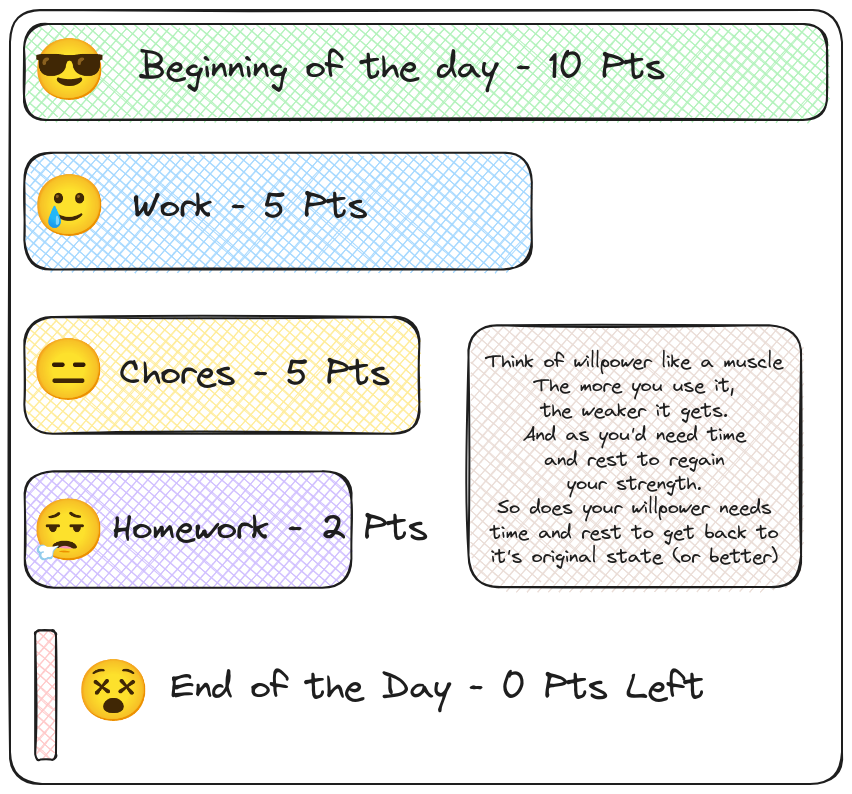 Beginning of the day - 10 Pts
Work - 5 Pts
Chores - 5 Pts
Homework - 2 Pts
Think of willpower like a muscle
The more you use it,
the weaker it gets.
And as you'd need time
and rest to regain
your strength.
So does your willpower needs
time and rest to get back to
it's original state (or better)
End of the Day - 0 Pts Left